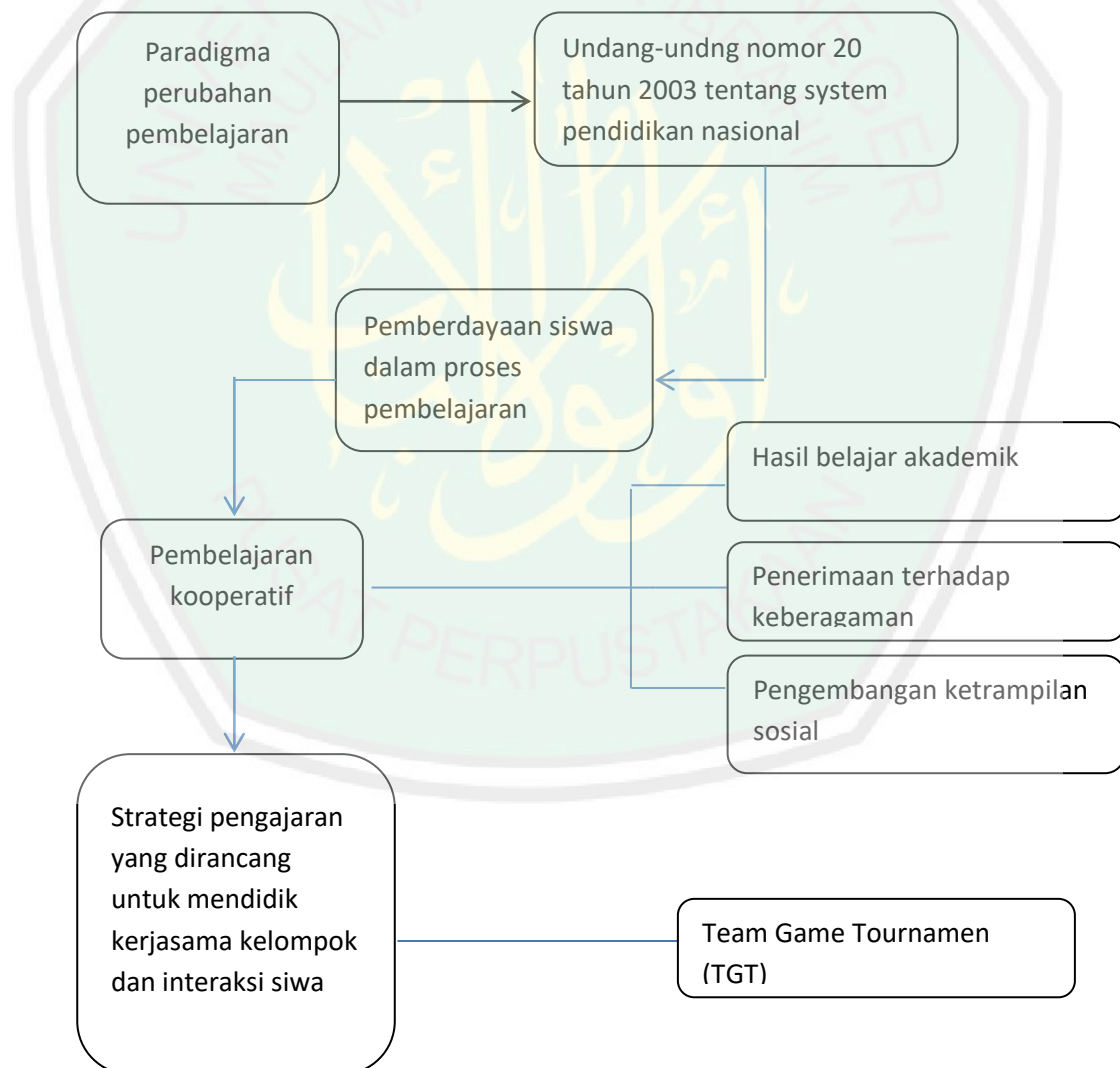 Paradigma
perubahan
pembelajaran
Undang-undng nomor 20
tahun 2003 tentang system
pendidikan nasional
Pemberdayaan siswa
dalam proses
pembelajaran
Hasil belajar akademik
Pembelajaran
kooperatif
Penerimaan terhadap
keberagaman
Pengembangan ketrampilan
sosial
Strategi pengajaran
yang dirancang
untuk mendidik
kerjasama kelompok
dan interaksi siwa
Team Game Tournamen
(TGT)
PUSAT PERPUSTAKAAN